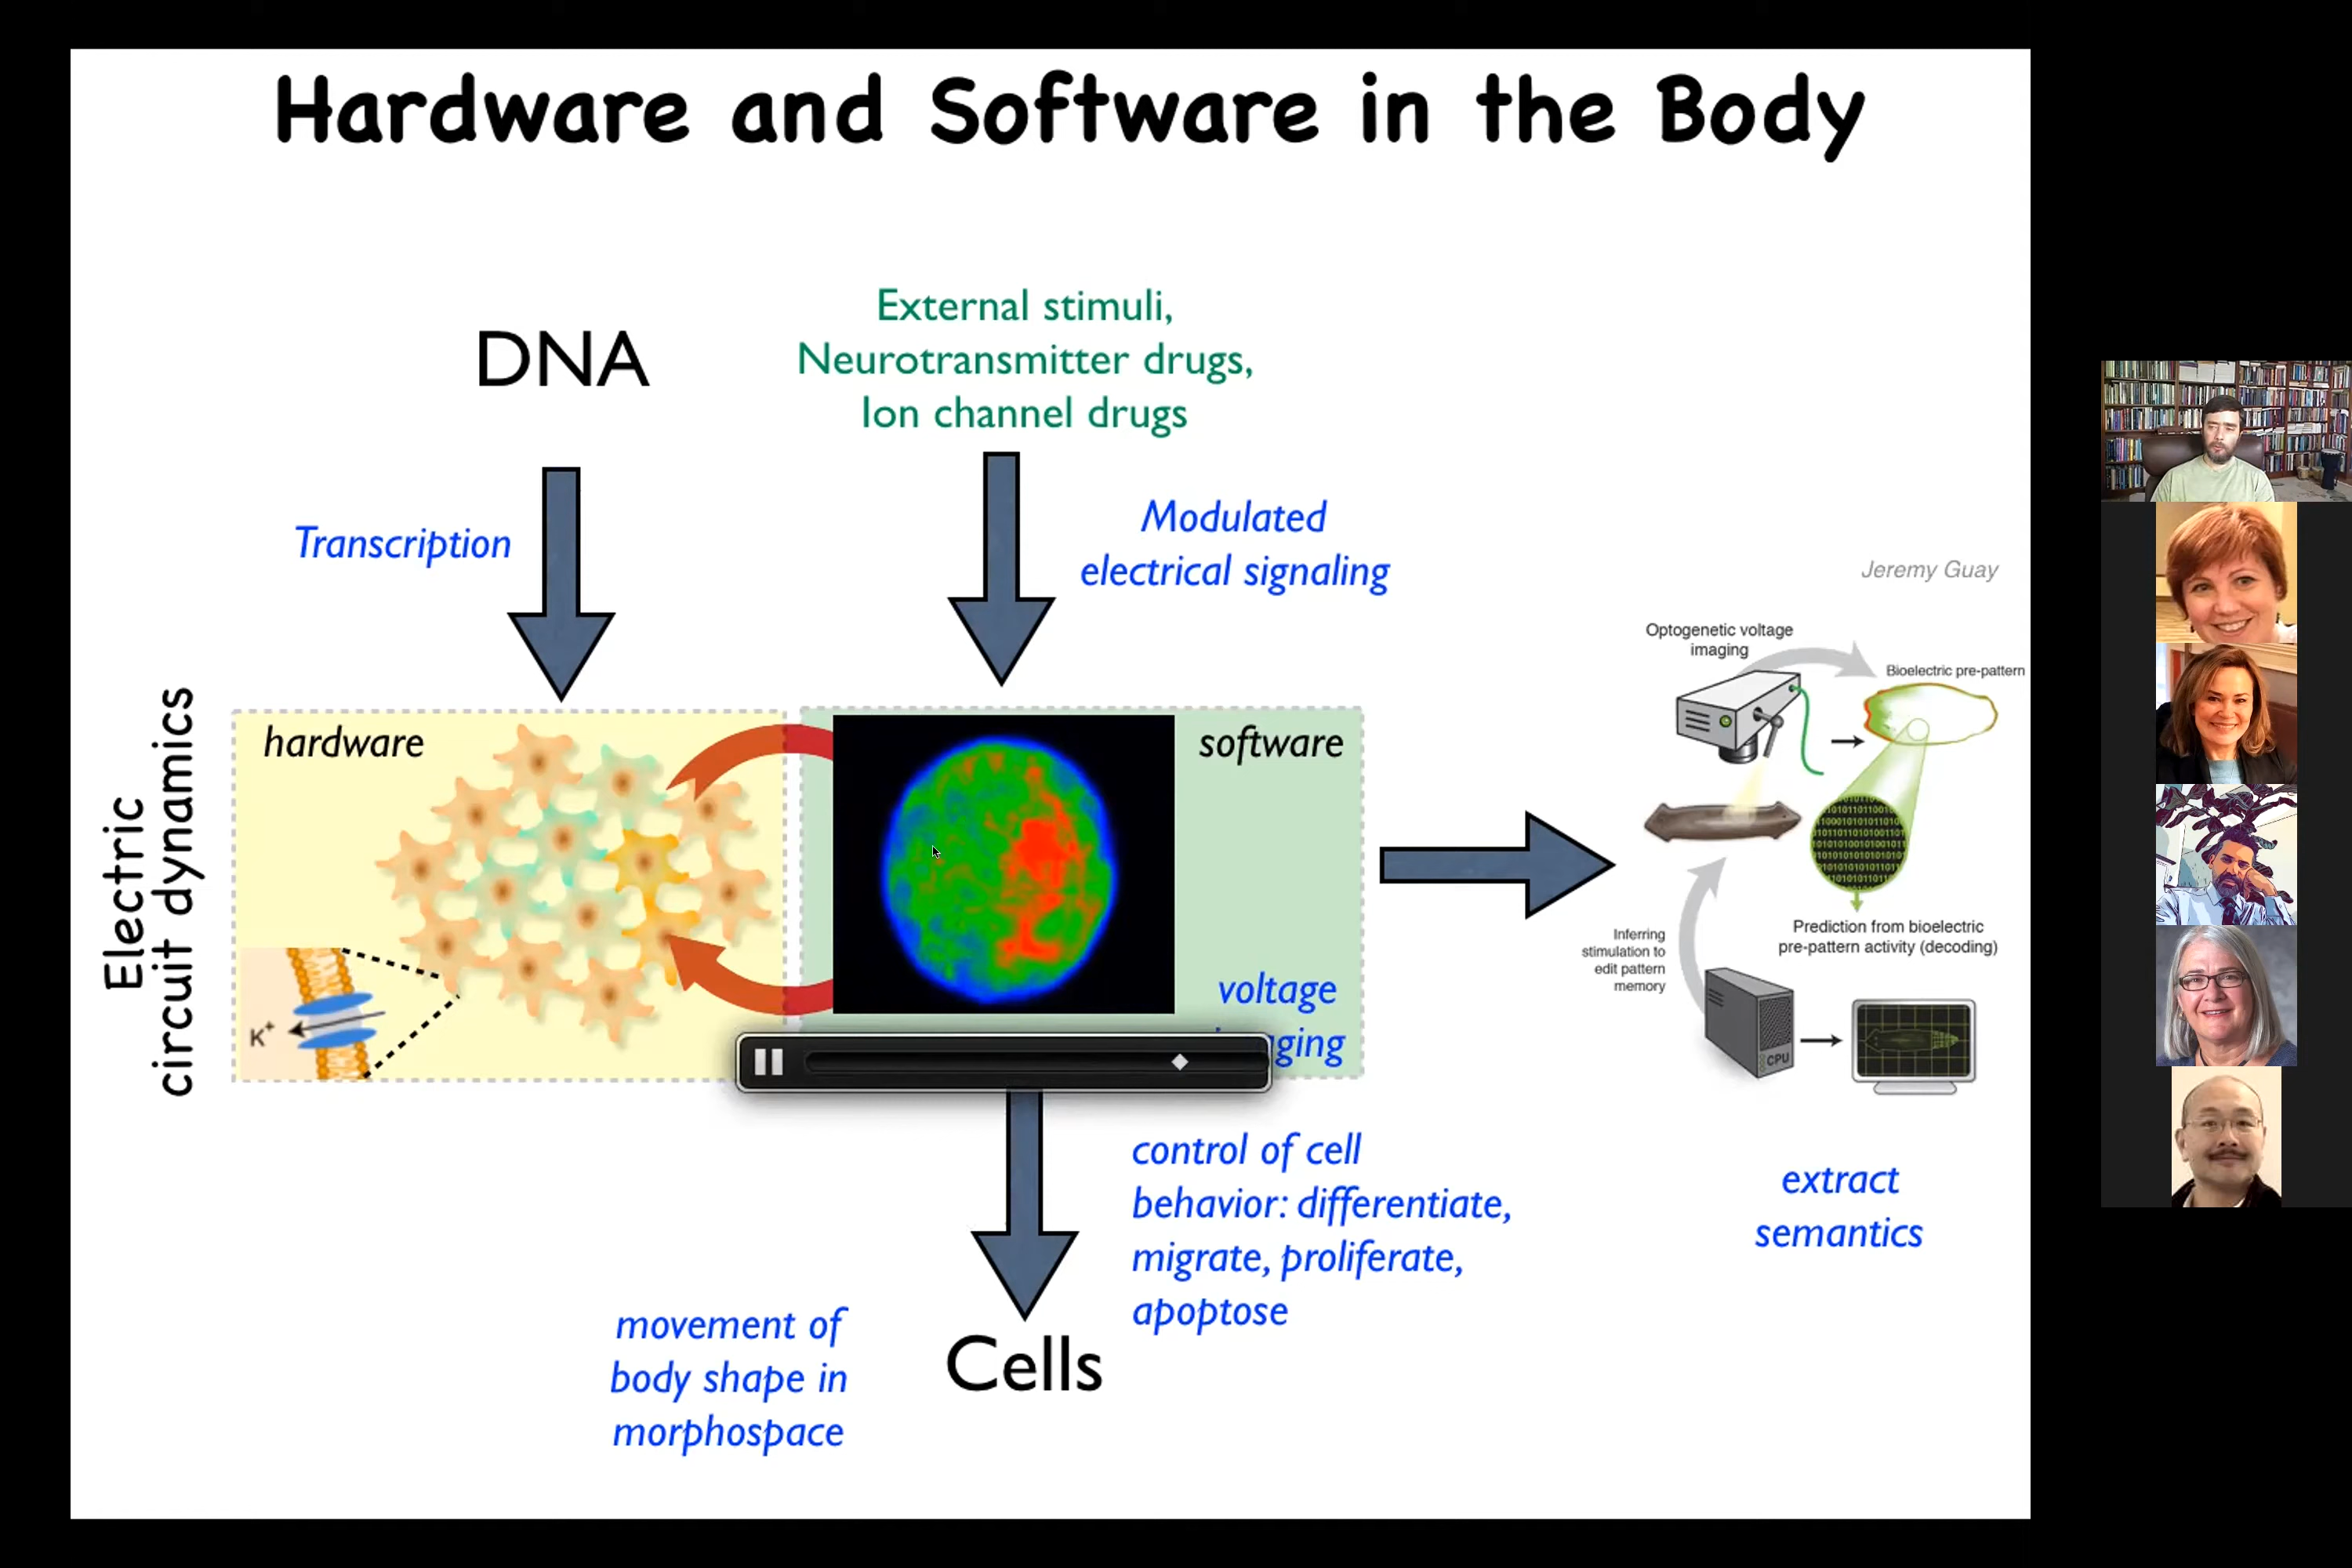 Hardware and Software in the Body
DNA
External stimuli,
Neurotransmitter drugs,
Ion channel drugs
Transcription
Modulated
electrical signaling
Jeremy Guay
Electric
circuit dynamics
hardware
K+
software
voltage
ging
Optogenetic voltage
imaging
Bioelectric pre-pattern
Prediction from bioelectric
pre-pattern activity (decoding)
Inferring
stimulation to
edit pattern
memory
CPU
control of cell
behavior: differentiate,
migrate, proliferate,
apoptose
extract
semantics
movement of
body shape in
morphospace
Cells